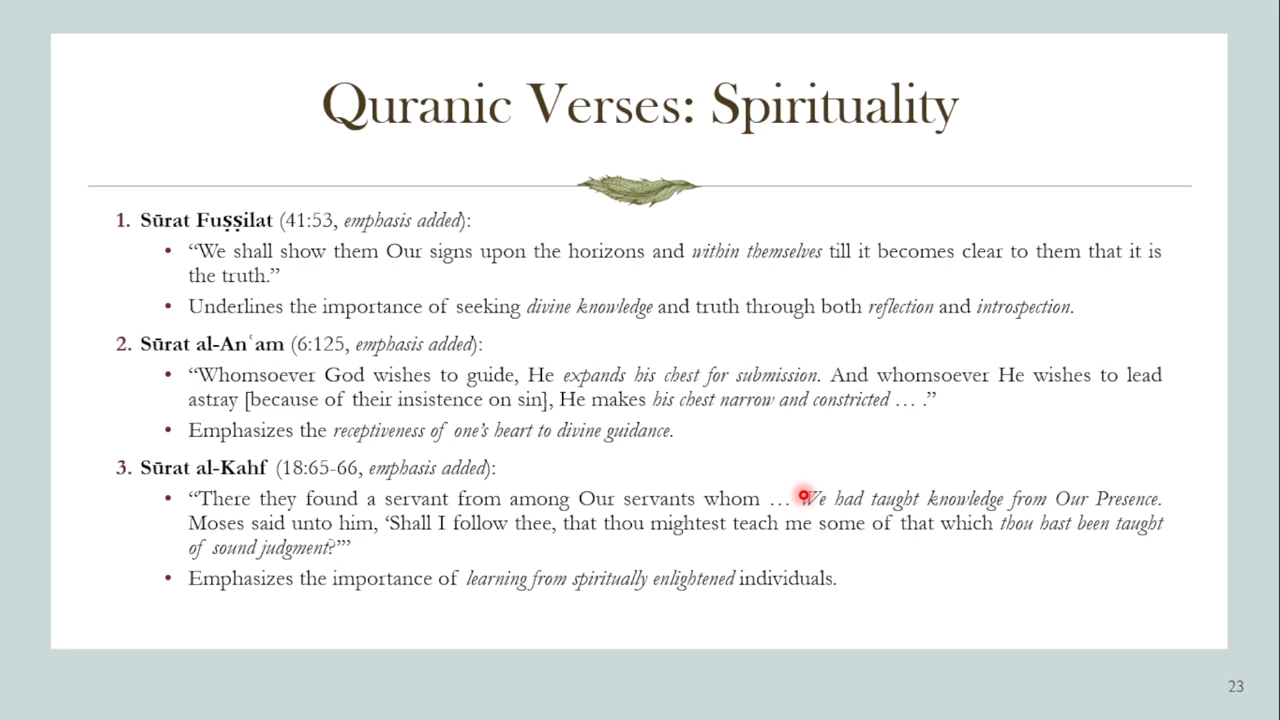 Quranic Verses: Spirituality
1. Sūrat Fuṣṣilat (41:53, emphasis added):
• “We shall show them Our signs upon the horizons and within themselves till it becomes clear to them that it is
the truth.”
• Underlines the importance of seeking divine knowledge and truth through both reflection and introspection.
2. Sūrat al-Anʿam (6:125, emphasis added):
• “Whomsoever God wishes to guide, He expands his chest for submission. And whomsoever He wishes to lead
astray [because of their insistence on sin], He makes his chest narrow and constricted … .”
• Emphasizes the receptiveness of one’s heart to divine guidance.
3. Sūrat al-Kahf (18:65-66, emphasis added):
• “There they found a servant from among Our servants whom … We had taught knowledge from Our Presence.
Moses said unto him, ‘Shall I follow thee, that thou mightest teach me some of that which thou hast been taught
of sound judgment?’”
• Emphasizes the importance of learning from spiritually enlightened individuals.
23